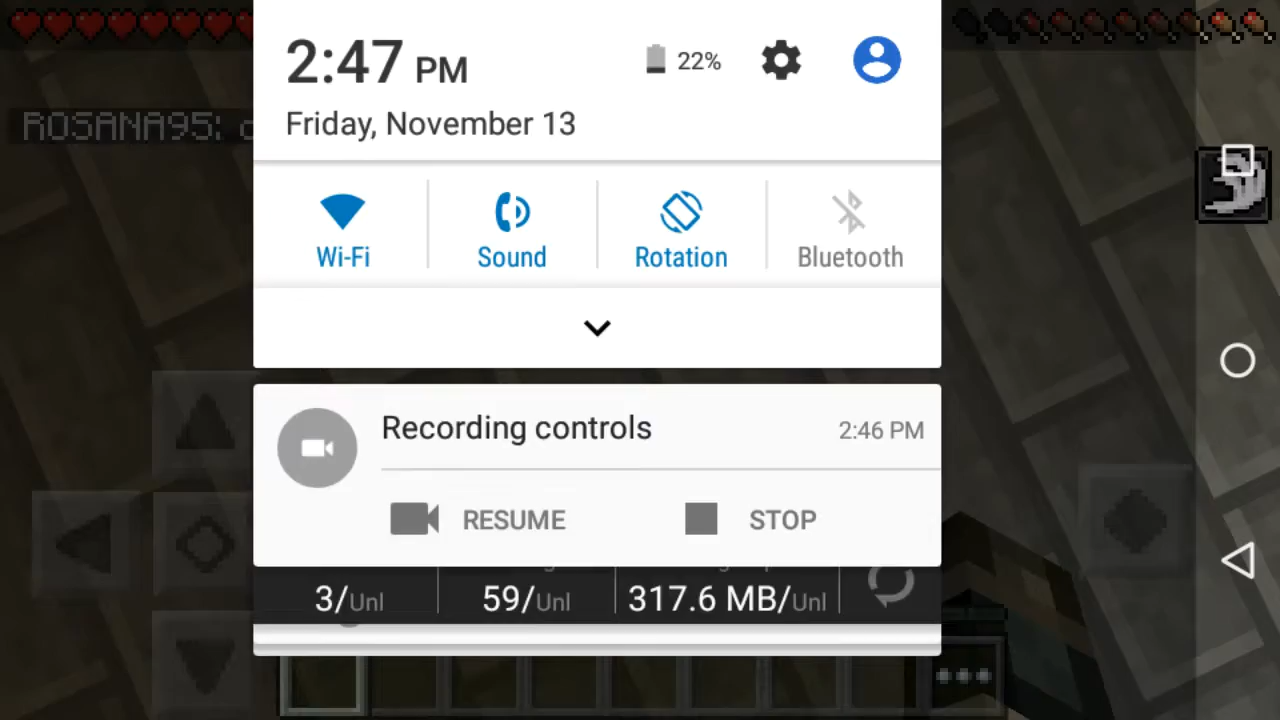 2:47 PM
22%
Friday, November 13
ROSANA95:
Wi-Fi
Sound
Rotation
Bluetooth
Recording controls
2:46 PM
RESUME
STOP
3/Unl
59/Unl
317.6 MB/Unl